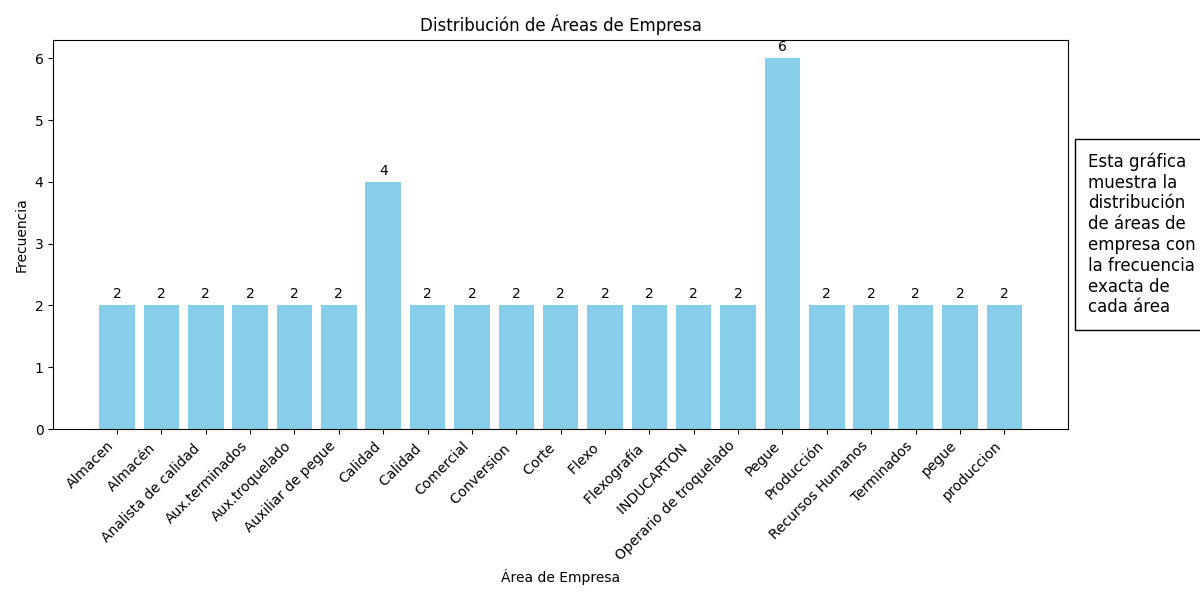 Distribución de Áreas de Empresa
Frecuencia
6
5
4
3
2
1
0
2
2
2
2
2
2
4
2
2
2
2
2
2
2
2
6
2
2
2
2
2
Almacen
Almacén
Analista de calidad
Aux.terminados
Aux.troquelado
Auxiliar de pegue
Calidad
Calidad
Comercial
Conversion
Corte
Flexo
Flexografía
INDUCARTON
Operario de troquelado
Pegue
Producción
Recursos Humanos
Terminados
pegue
produccion
Área de Empresa
Esta gráfica
muestra la
distribución
de áreas de
empresa con
la frecuencia
exacta de
cada área